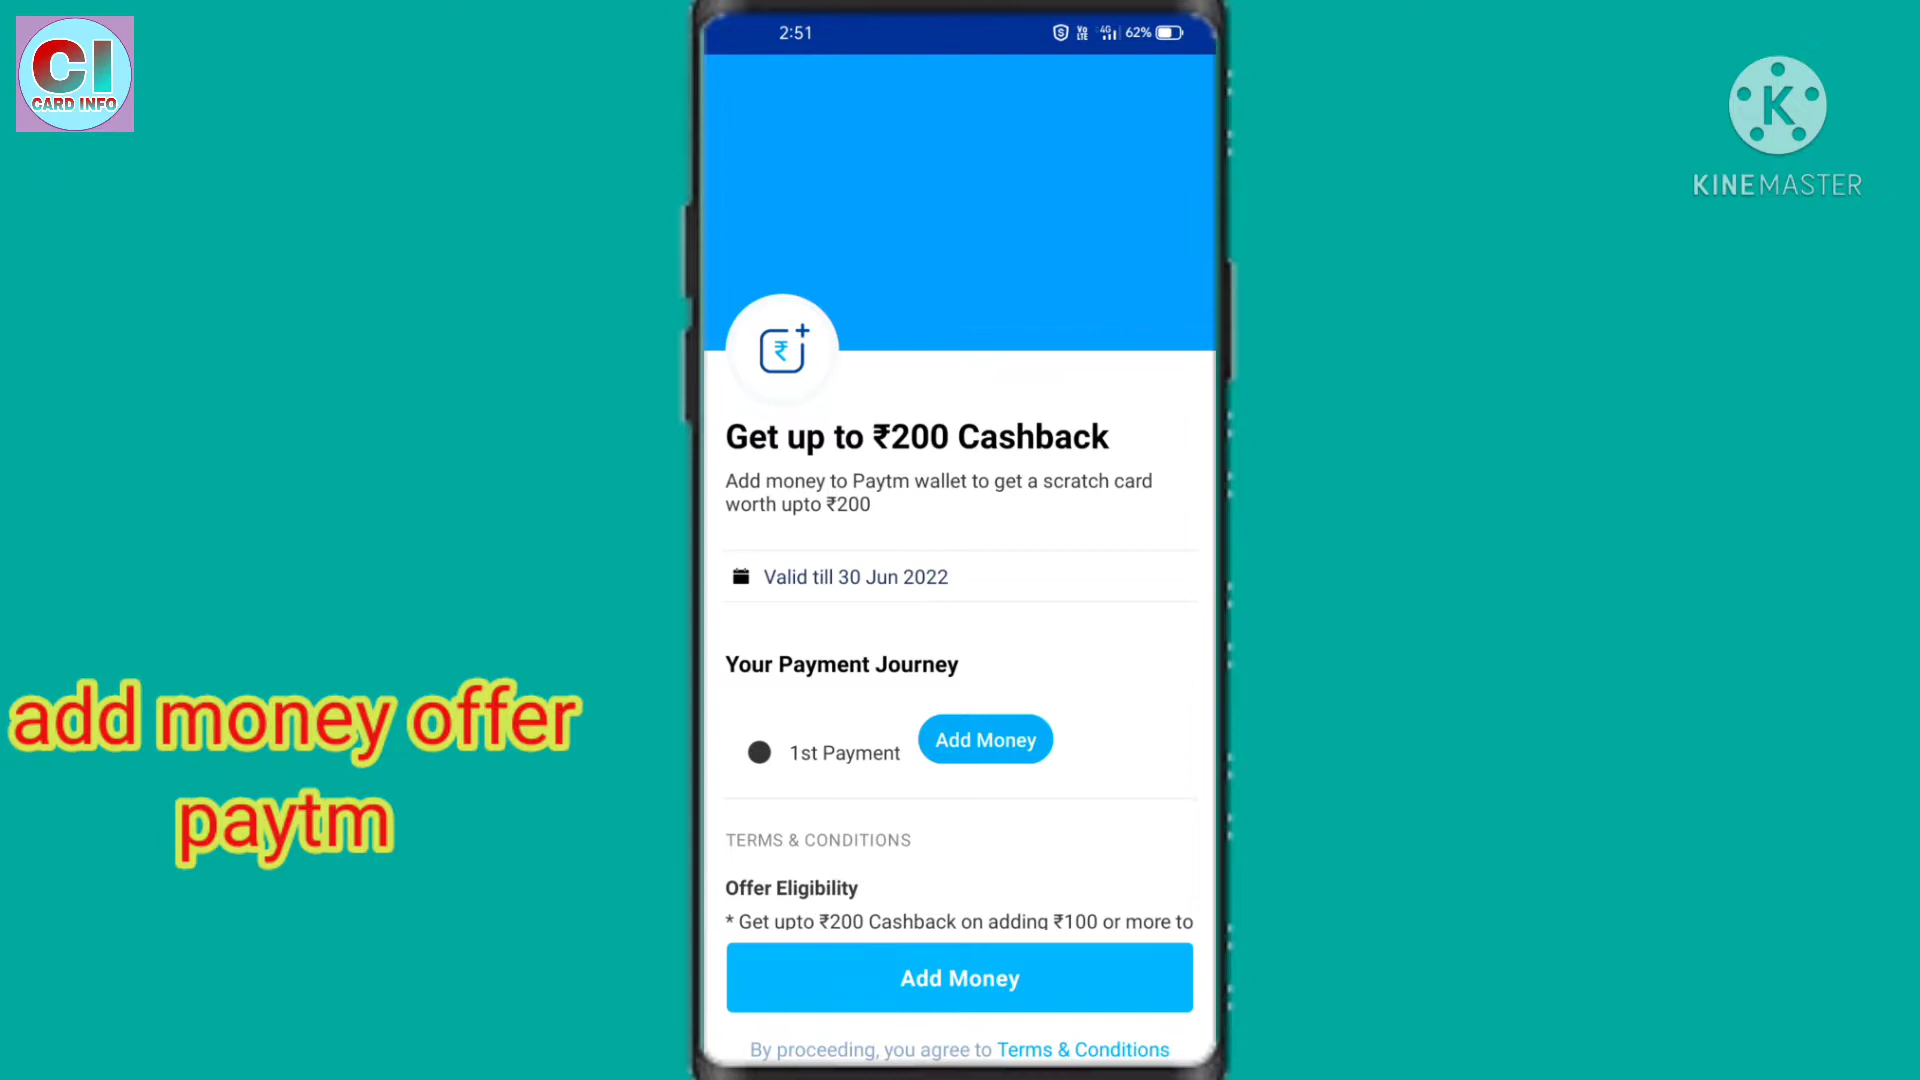 CI
CARD INFO
2:51
62%
K
KINEMASTER
Get up to ₹200 Cashback
Add money to Paytm wallet to get a scratch card
worth upto ₹200
Valid till 30 Jun 2022
Your Payment Journey
1st Payment
Add Money
add money offer
paytm
TERMS & CONDITIONS
Offer Eligibility
* Get upto ₹200 Cashback on adding ₹100 or more to
Add Money
By proceeding, you agree to Terms & Conditions